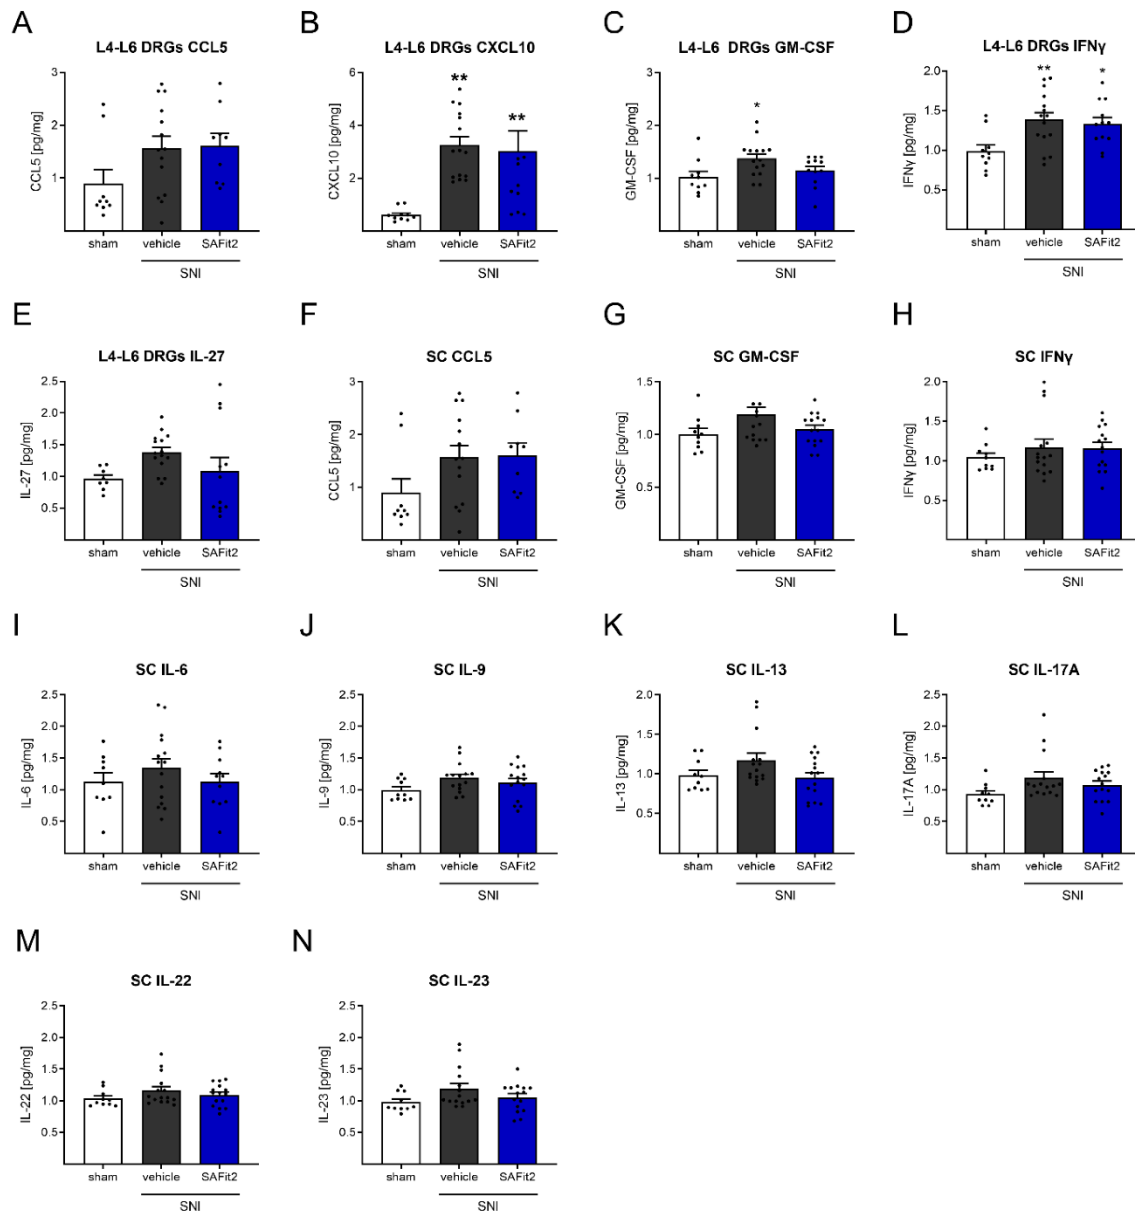 A
B
C
D
L4-L6 DRGs CCL5
L4-L6 DRGs CXCL10
L4-L6 DRGs GM-CSF
L4-L6 DRGs IFNγ
CCL5 [pg/mg]
3
2
1
sham
vehicle
SAFit2
SNI
CXCL10 [pg/mg]
6
4
2
**
**
sham
vehicle
SAFit2
SNI
GM-CSF [pg/mg]
3
2
1
*
sham
vehicle
SAFit2
SNI
IFNγ [pg/mg]
2.0
1.5
1.0
0.5
**
*
sham
vehicle
SAFit2
SNI
E
F
G
H
L4-L6 DRGs IL-27
SC CCL5
SC GM-CSF
SC IFNγ
IL-27 [pg/mg]
2.5
2.0
1.5
1.0
0.5
sham
vehicle
SAFit2
SNI
CCL5 [pg/mg]
3
2
1
sham
vehicle
SAFit2
SNI
GM-CSF [pg/mg]
1.5
1.0
0.5
sham
vehicle
SAFit2
SNI
IFNγ [pg/mg]
2.0
1.5
1.0
0.5
sham
vehicle
SAFit2
SNI
I
J
K
L
SC IL-6
SC IL-9
SC IL-13
SC IL-17A
IL-6 [pg/mg]
2.5
2.0
1.5
1.0
0.5
sham
vehicle
SAFit2
SNI
IL-9 [pg/mg]
2.5
2.0
1.5
1.0
0.5
sham
vehicle
SAFit2
SNI
IL-13 [pg/mg]
2.5
2.0
1.5
1.0
0.5
sham
vehicle
SAFit2
SNI
IL-17A [pg/mg]
2.5
2.0
1.5
1.0
0.5
sham
vehicle
SAFit2
SNI
M
N
SC IL-22
SC IL-23
IL-22 [pg/mg]
2.5
2.0
1.5
1.0
0.5
sham
vehicle
SAFit2
SNI
IL-23 [pg/mg]
2.5
2.0
1.5
1.0
0.5
sham
vehicle
SAFit2
SNI